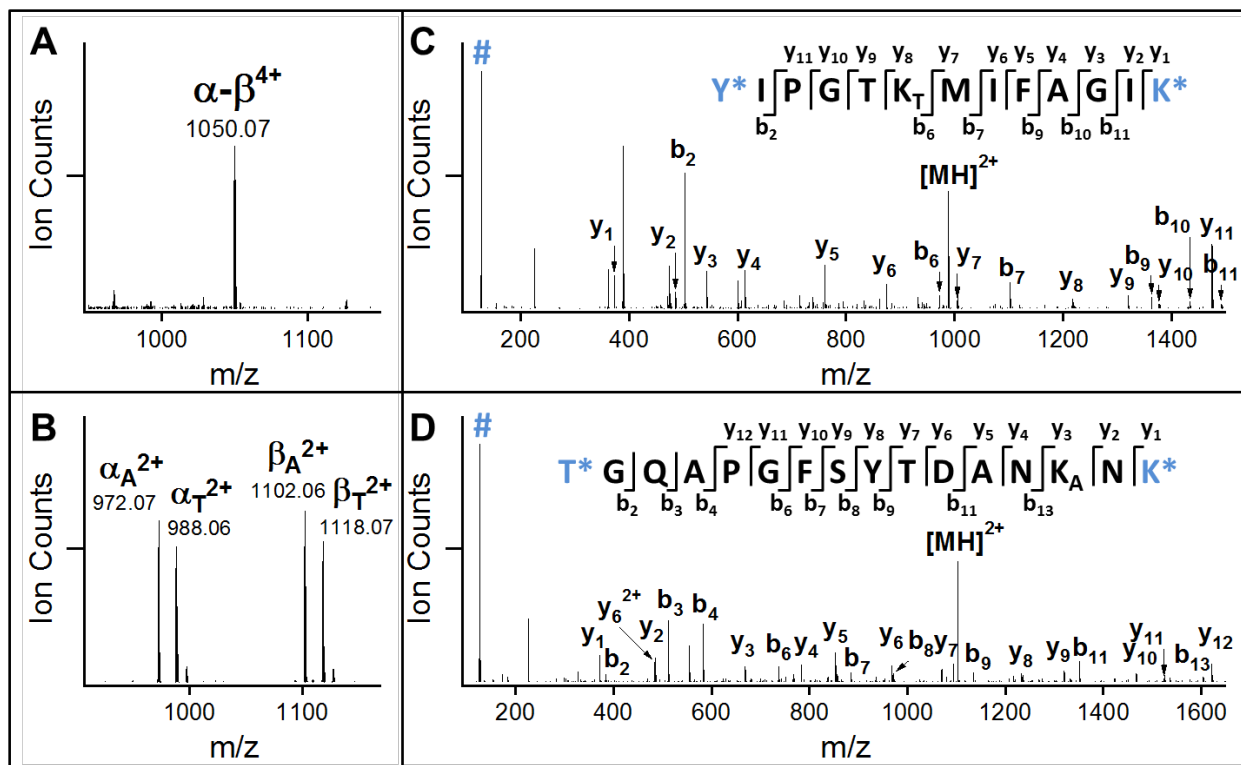 A
α-β4+
1050.07
Ion Counts
1000
1100
m/z
B
αA2+
972.07
αT2+
988.06
βA2+
1102.06
βT2+
1118.07
Ion Counts
1000
1100
m/z
C
#
y11 y10 y9 y8 y7 y6 y5 y4 y3 y2 y1
Y* I P G T KT M I F A G I K*
b2 b6 b7 b9 b10 b11
b2
[MH]2+
y1
y2
y3
y4
y5
y6
b6
y7
b7
y8
y9
b9
y10
b10
y11
b11
Ion Counts
200 400 600 800 1000 1200 1400
m/z
D
#
y12 y11 y10 y9 y8 y7 y6 y5 y4 y3 y2 y1
T* G Q A P G F S Y T D A N KA N K*
b2 b3 b4 b6 b7 b8 b9 b11 b13
[MH]2+
y1
b2
y62+
y2
b3
b4
y3
b6
y4
y5
b7
y6
b8
y7
b9
y8
y9
b11
y10
y11
b13
y12
Ion Counts
200 400 600 800 1000 1200 1400 1600
m/z